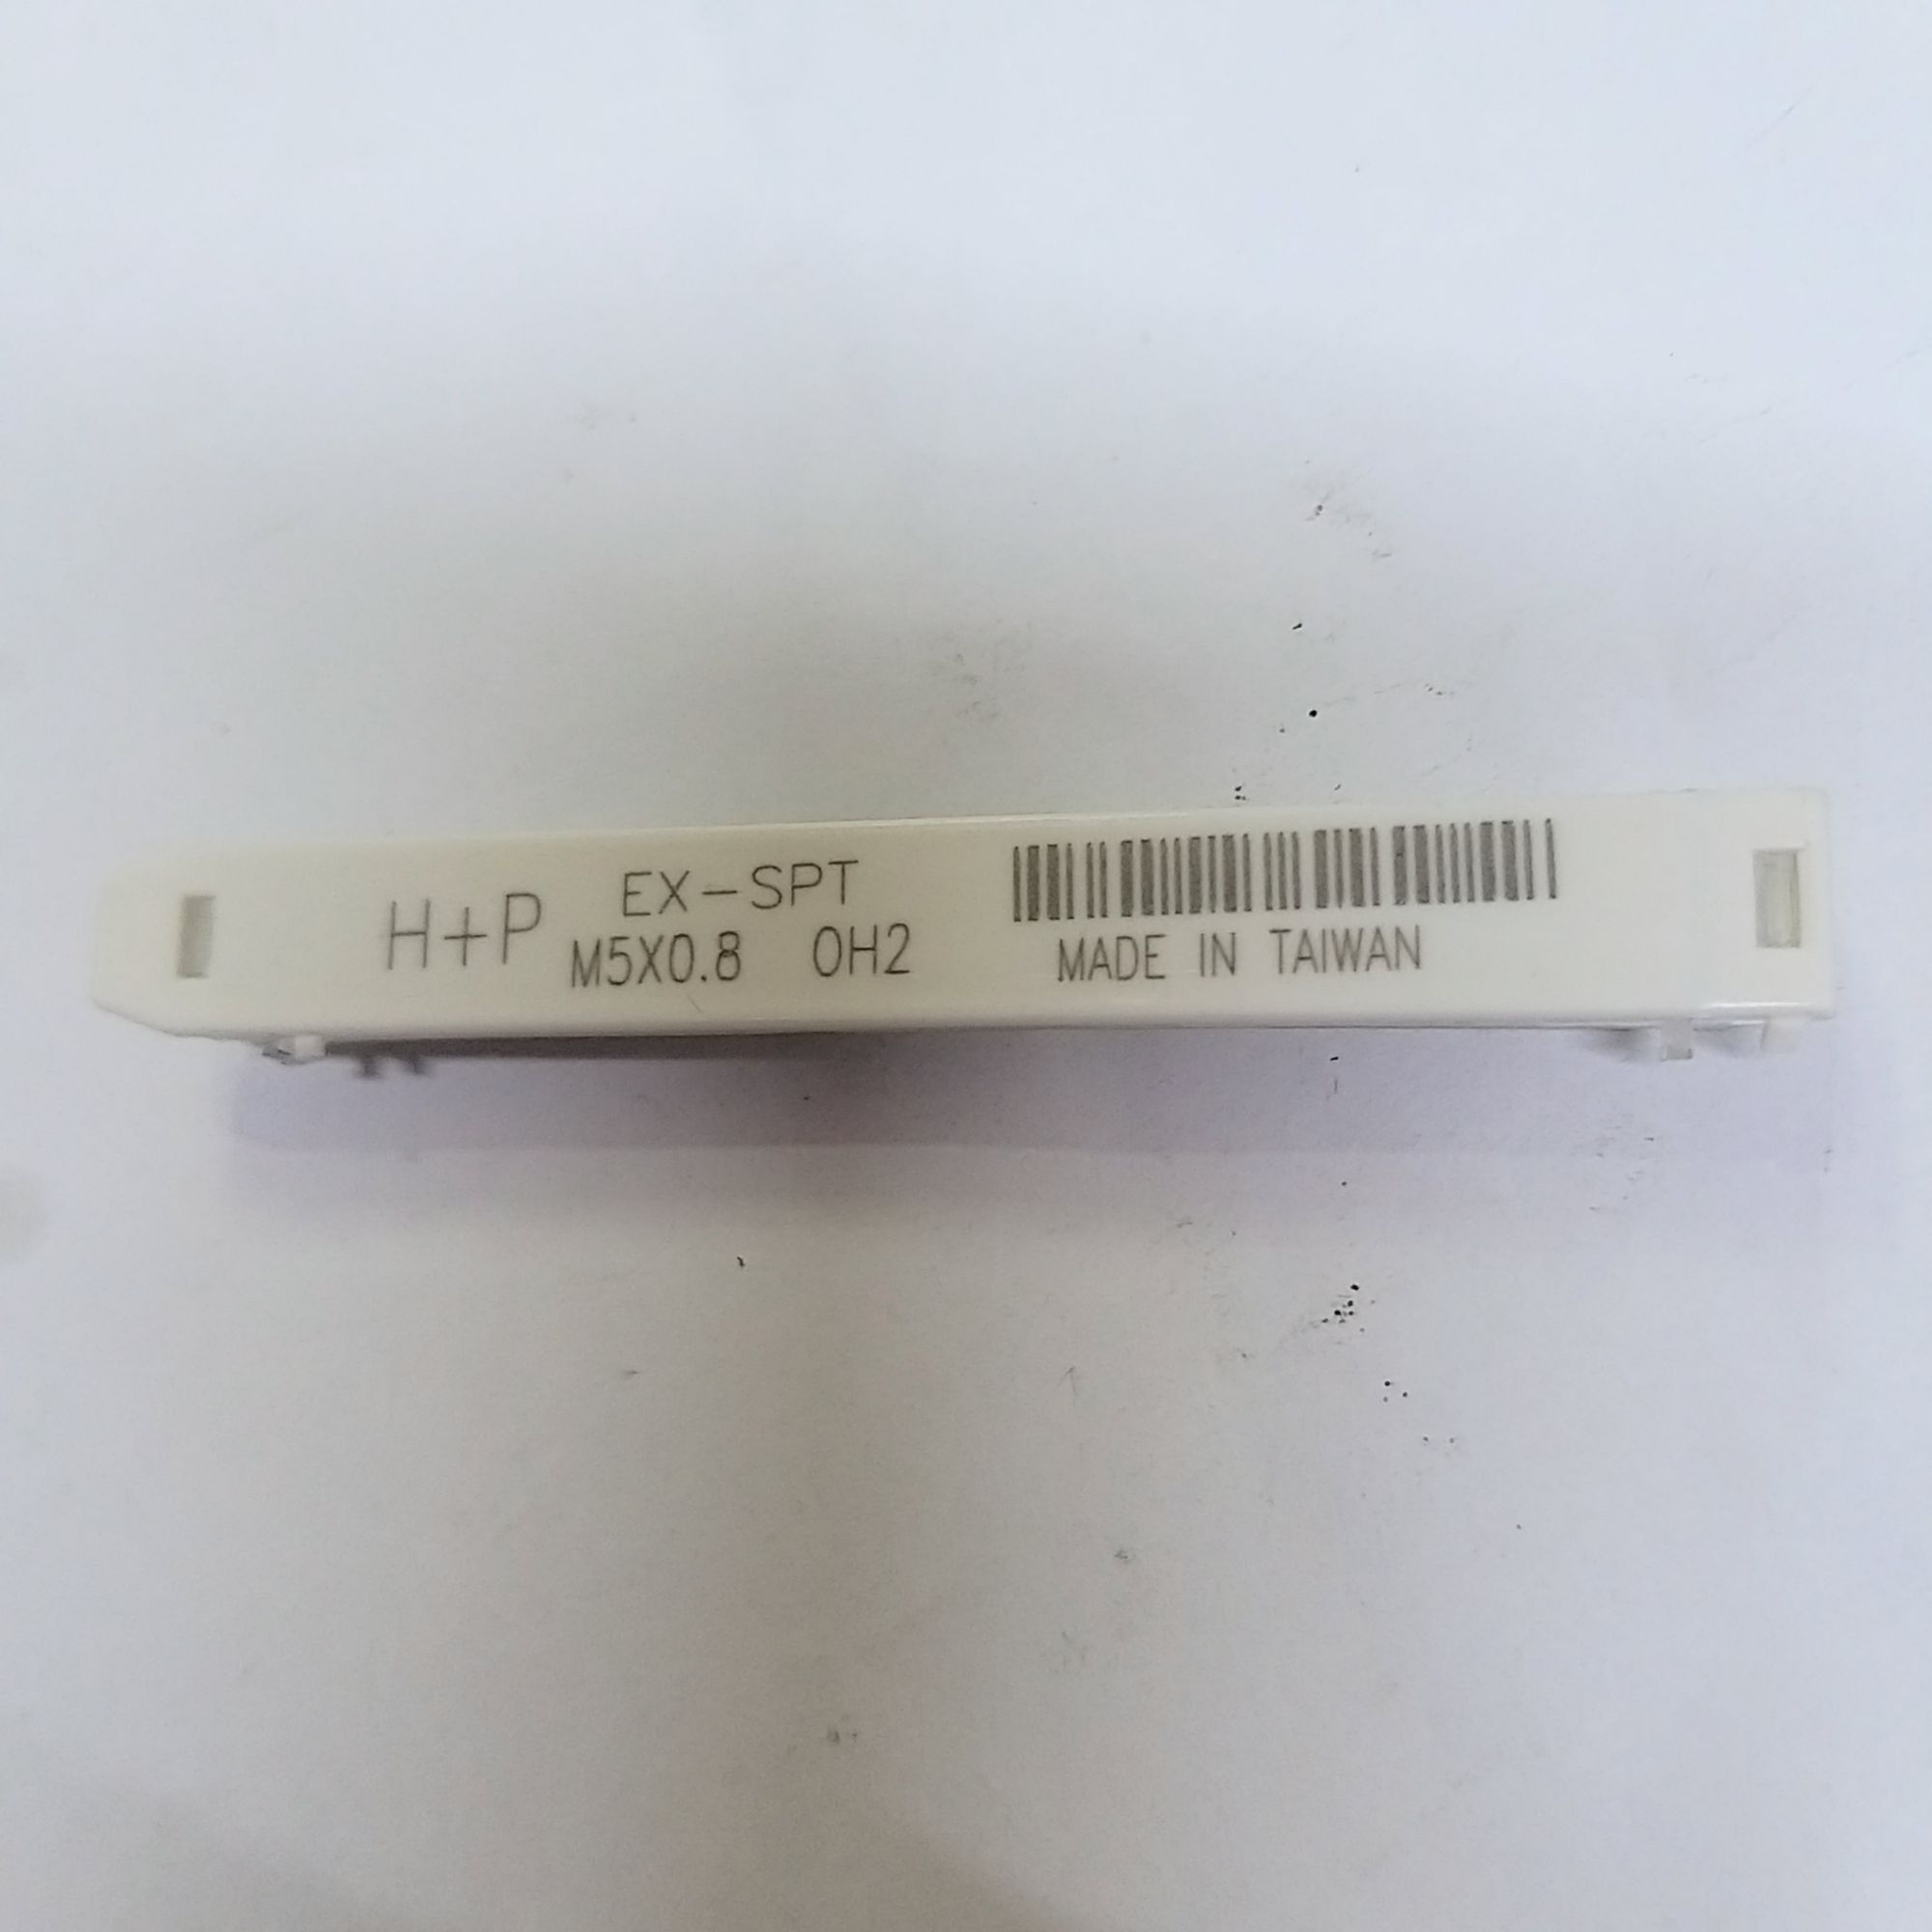 H+P
EX-SPT
M5X0.8 OH2
MADE IN TAIWAN